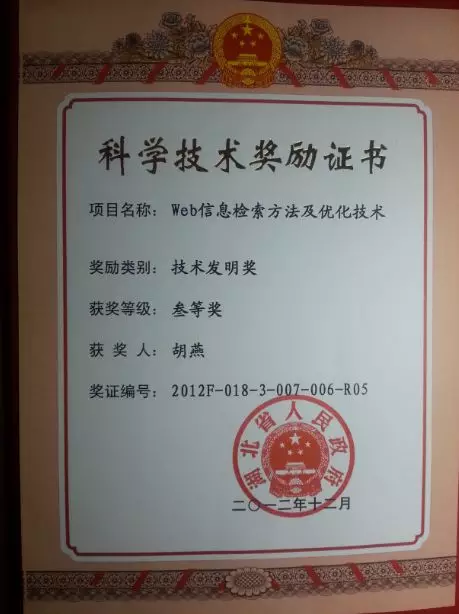 科学技术奖励证书
项目名称: Web信息检索方法及优化技术
奖励类别: 技术发明奖
获奖等级: 叁等奖
获 奖 人: 胡燕
奖证编号: 2012F-018-3-007-006-R05
湖北省人民政府
二〇一二年十二月